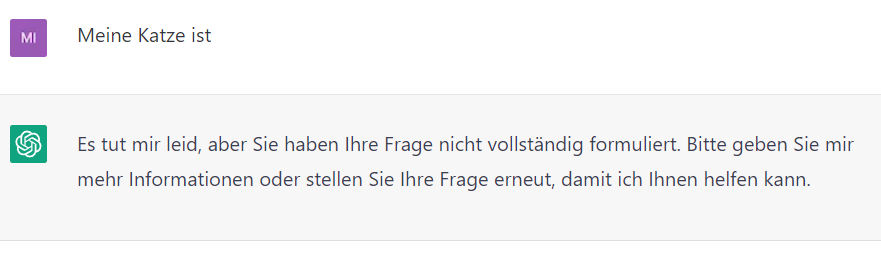 MI
Meine Katze ist
Es tut mir leid, aber Sie haben Ihre Frage nicht vollständig formuliert. Bitte geben Sie mir
mehr Informationen oder stellen Sie Ihre Frage erneut, damit ich Ihnen helfen kann.